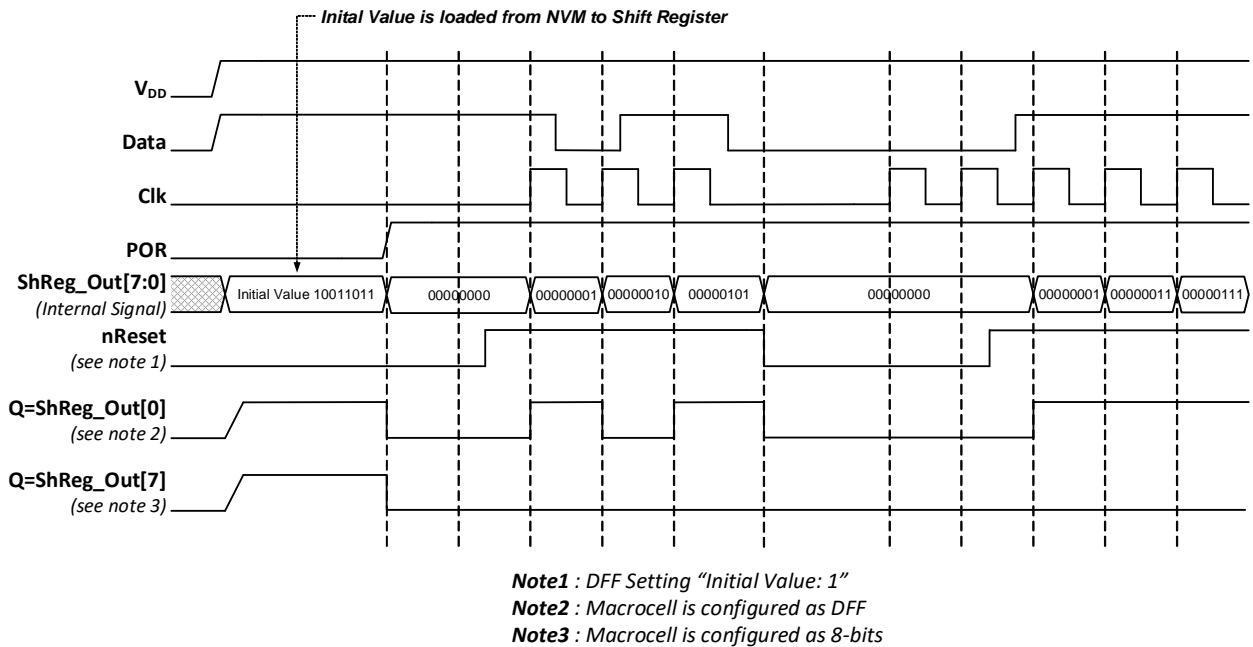 Inital Value is loaded from NVM to Shift Register
VDD
Data
Clk
POR
ShReg_Out[7:0]
(Internal Signal)
Initial Value 10011011
00000000
00000001
00000010
00000101
00000000
00000001
00000011
00000111
nReset
(see note 1)
Q=ShReg_Out[0]
(see note 2)
Q=ShReg_Out[7]
(see note 3)
Note1 : DFF Setting “Initial Value: 1”
Note2 : Macrocell is configured as DFF
Note3 : Macrocell is configured as 8-bits